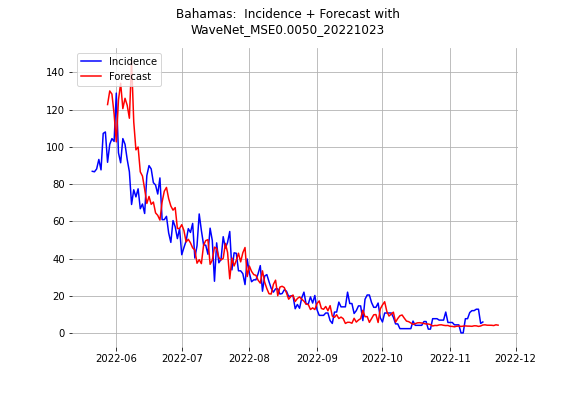 Bahamas:  Incidence + Forecast with
WaveNet_MSE0.0050_20221023
Incidence
Forecast
140
120
100
80
60
40
20
0
2022-06 2022-07 2022-08 2022-09 2022-10 2022-11 2022-12